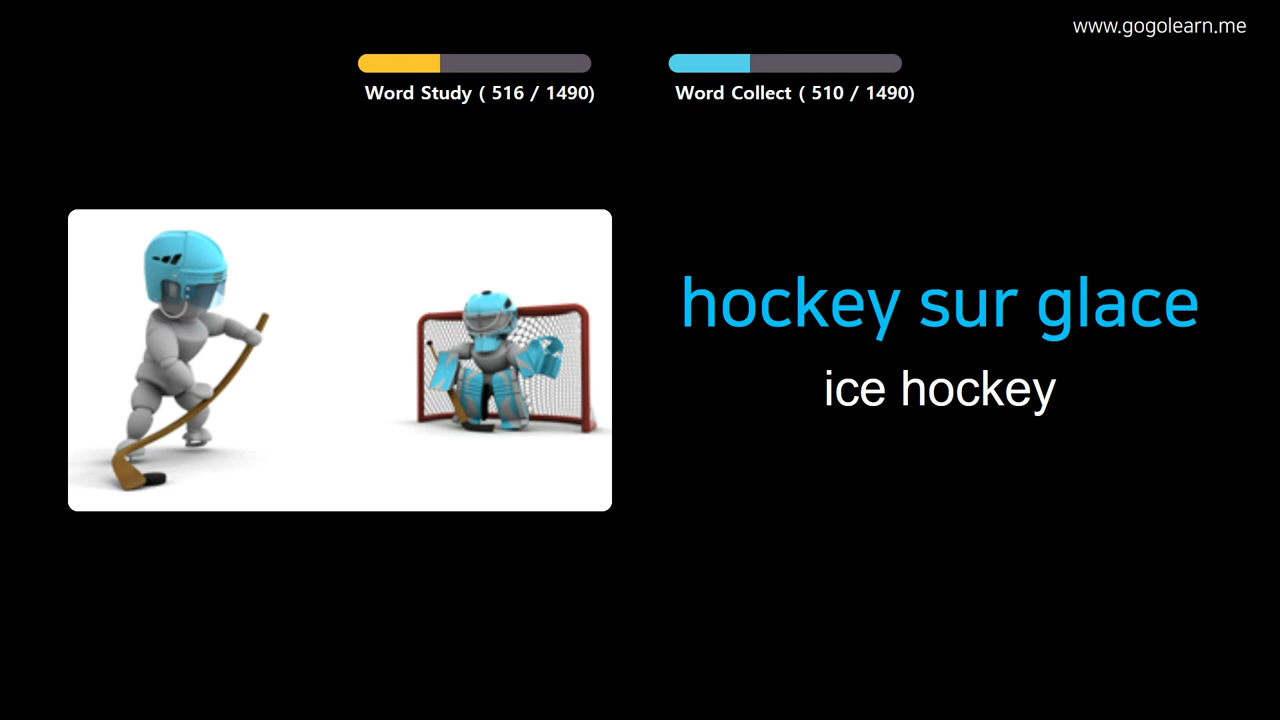 www.gogolearn.me
Word Study ( 516 / 1490)
Word Collect ( 510 / 1490)
hockey sur glace
ice hockey